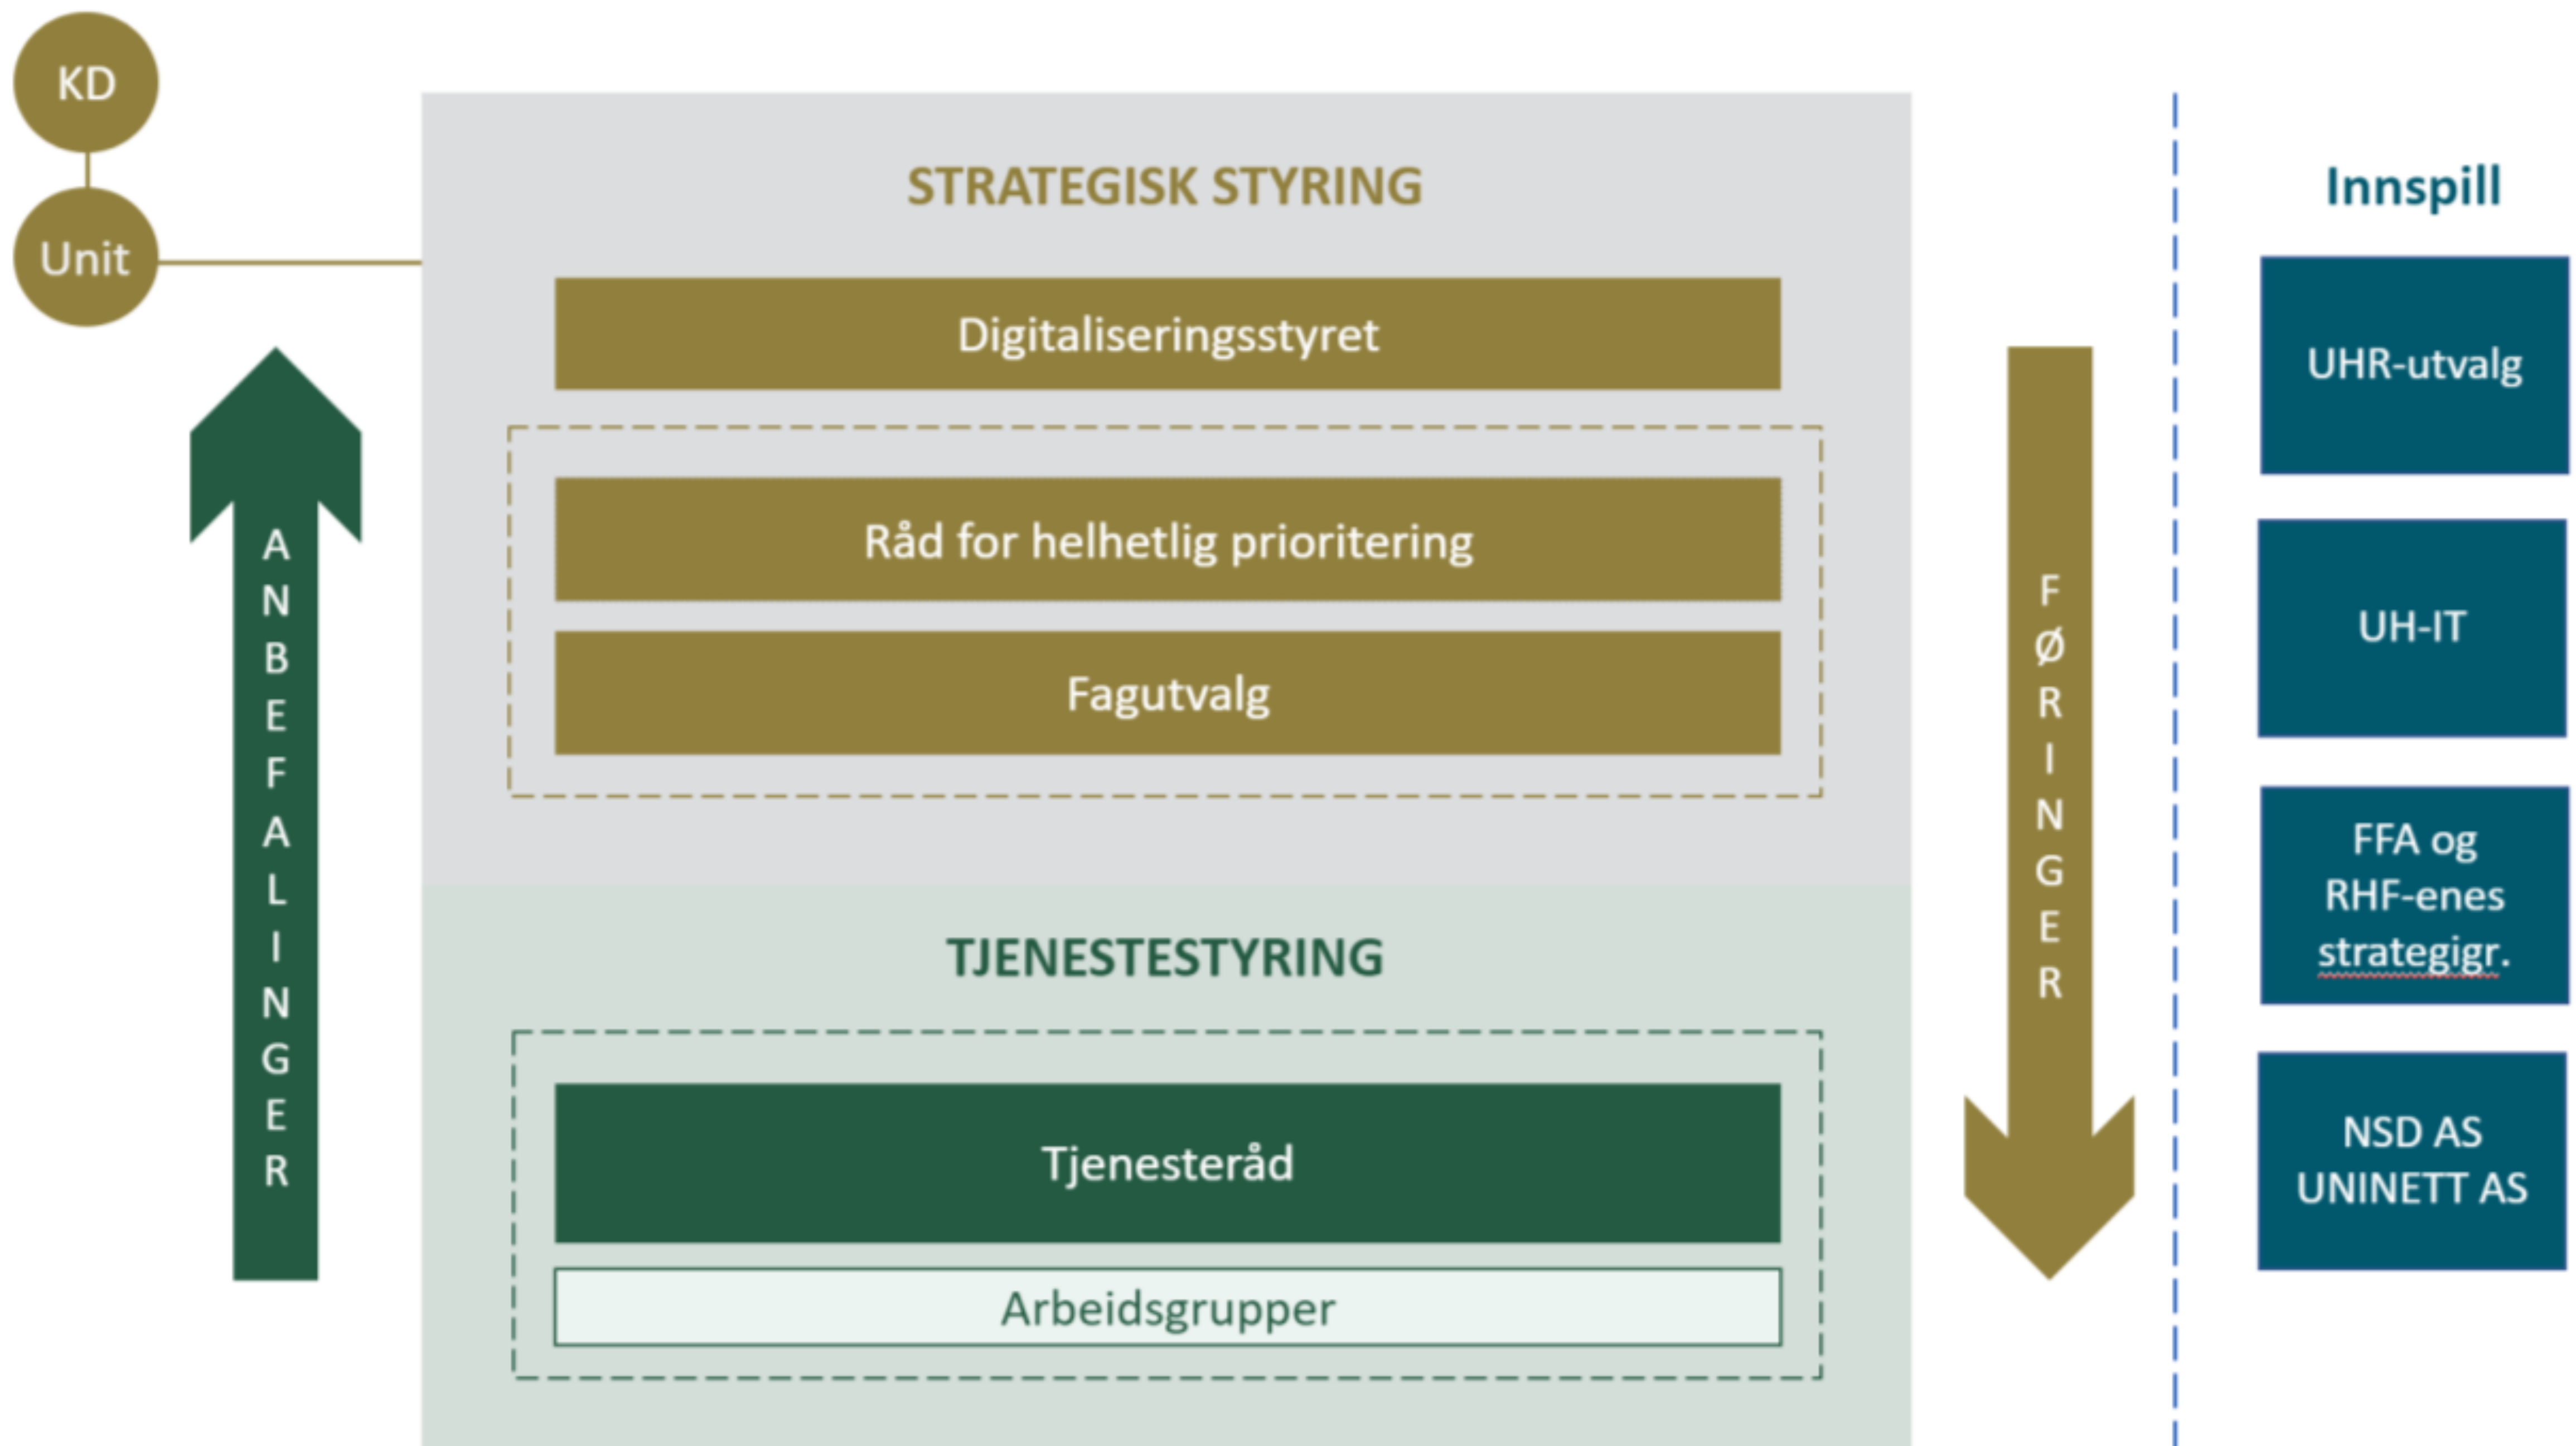 KD
Unit
ANBEFALINGER
STRATEGISK STYRING
Digitaliseringsstyret
Råd for helhetlig prioritering
Fagutvalg
TJENESTESTYRING
Tjenesteråd
Arbeidsgrupper
FØRINGER
Innspill
UHR-utvalg
UH-IT
FFA og
RHF-enes
strategigr.
NSD AS
UNINETT AS